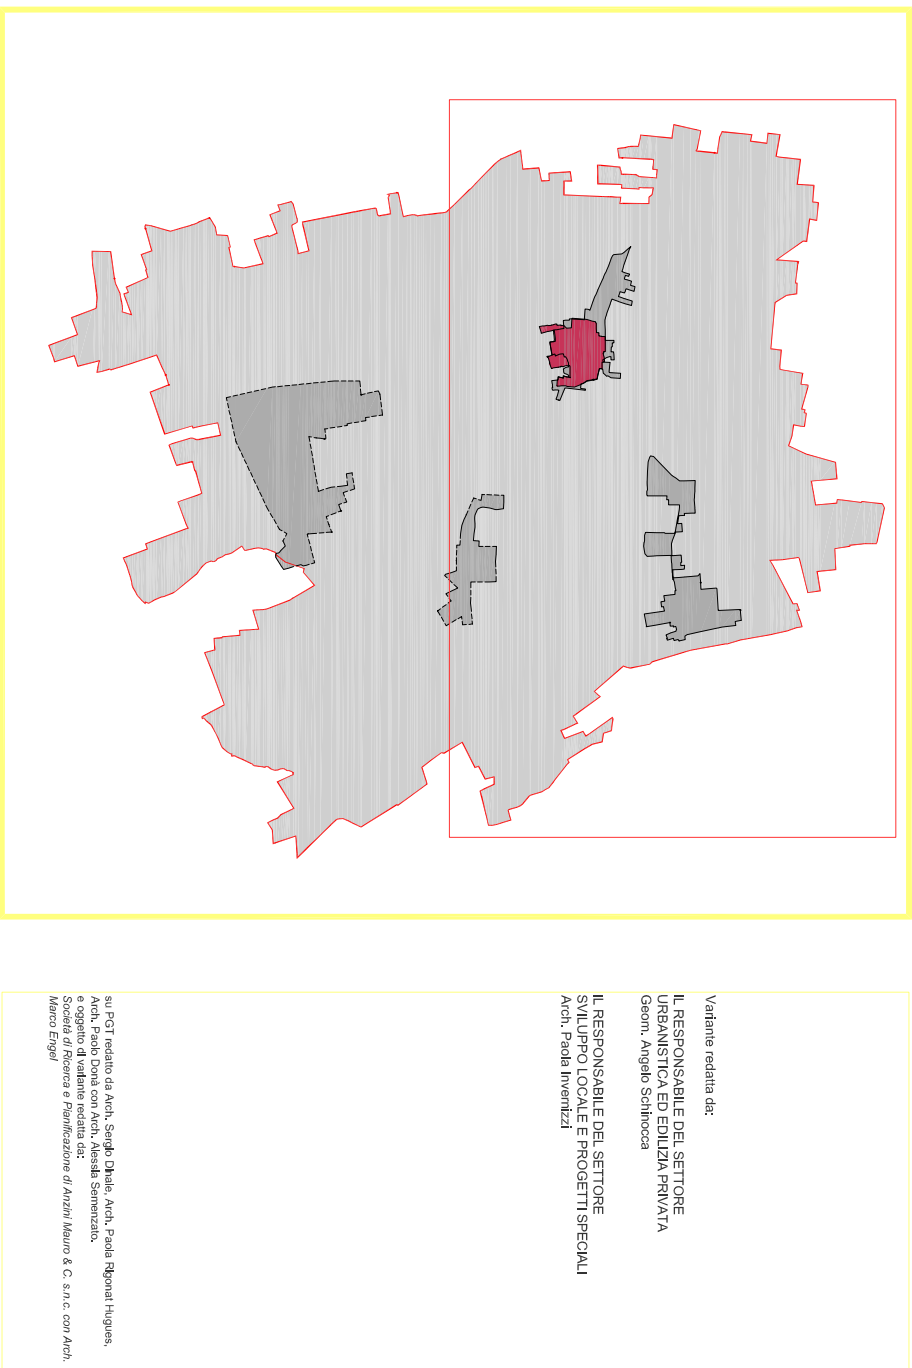 Variante redatta da:
IL RESPONSABILE DEL SETTORE
URBANISTICA ED EDILIZIA PRIVATA
Geom. Angelo Schinocca
IL RESPONSABILE DEL SETTORE
SVILUPPO LOCALE E PROGETTI SPECIALI
Arch. Paola Invernizzi
su PGT redatto da Arch. Sergio Dinale, Arch. Paola Rigonat Hugues,
Arch. Paolo Donà con Arch. Alessia Semenzato.
e oggetto di variante redatta da:
Società di Ricerca e Pianificazione di Anzini Mauro & C. s.n.c. con Arch.
Marco Engel